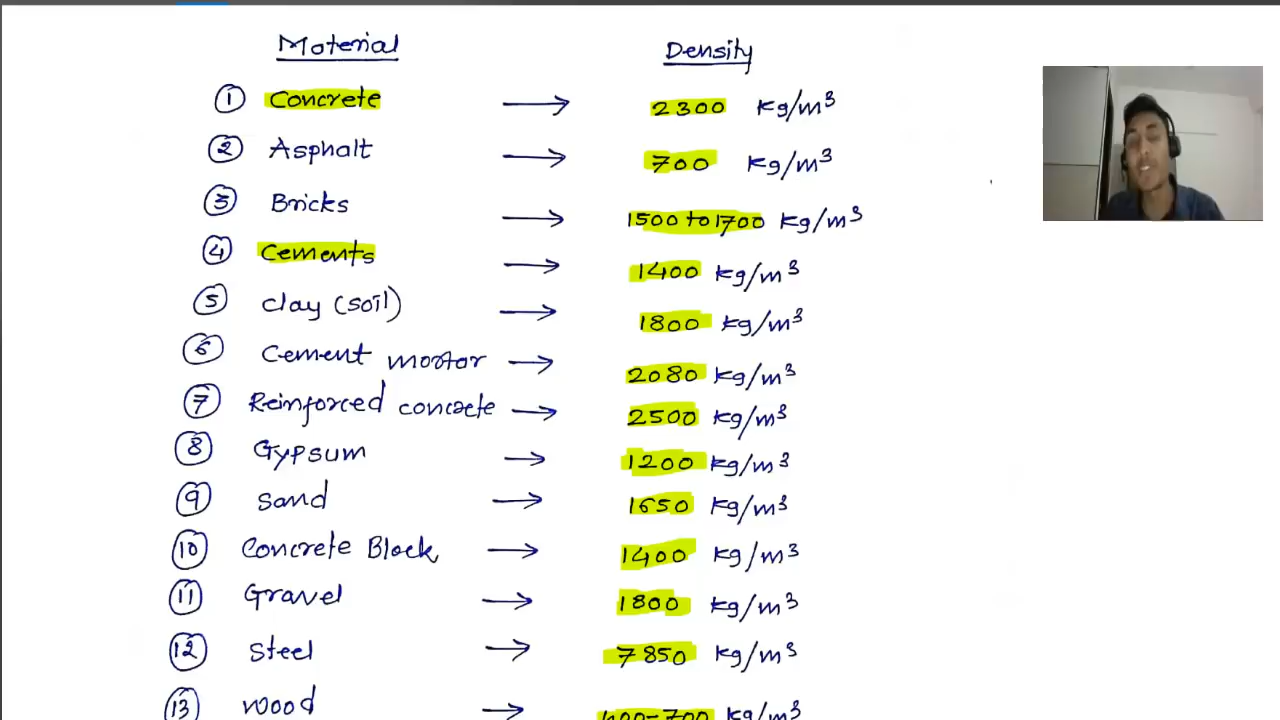 Material Density
① Concrete → 2300 kg/m³
② Asphalt → 700 kg/m³
③ Bricks → 1500 to 1700 kg/m³
④ Cements → 1400 kg/m³
⑤ Clay (soil) → 1800 kg/m³
⑥ Cement mortar → 2080 kg/m³
⑦ Reinforced concrete → 2500 kg/m³
⑧ Gypsum → 1200 kg/m³
⑨ Sand → 1650 kg/m³
⑩ Concrete Block → 1400 kg/m³
⑪ Gravel → 1800 kg/m³
⑫ Steel → 7850 kg/m³
⑬ wood → 400-700 kg/m³